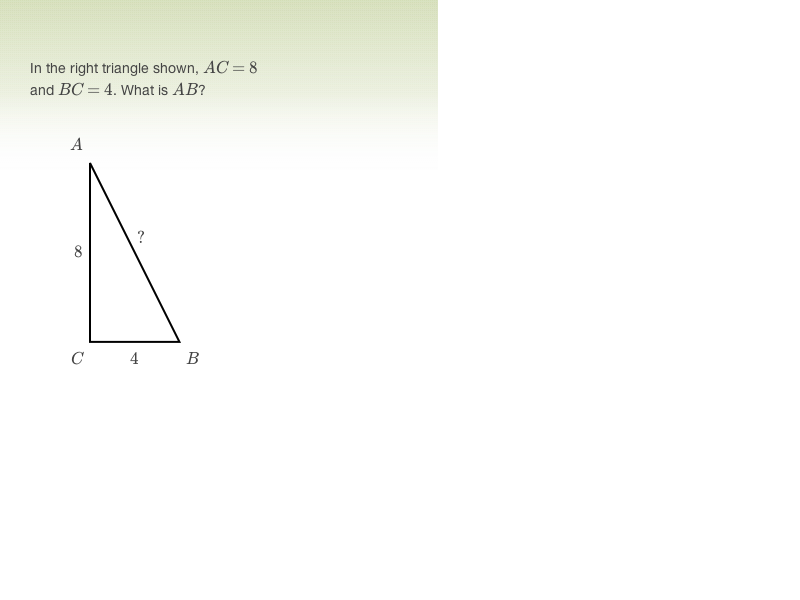 In the right triangle shown, AC = 8
and BC = 4. What is AB?
A
?
8
C
4
B